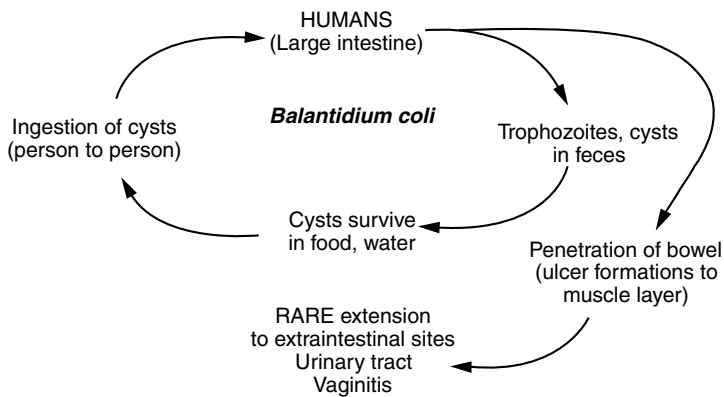 HUMANS
(Large intestine)
Balantidium coli
Ingestion of cysts
(person to person)
Trophozoites, cysts
in feces
Cysts survive
in food, water
Penetration of bowel
(ulcer formations to
muscle layer)
RARE extension
to extraintestinal sites
Urinary tract
Vaginitis